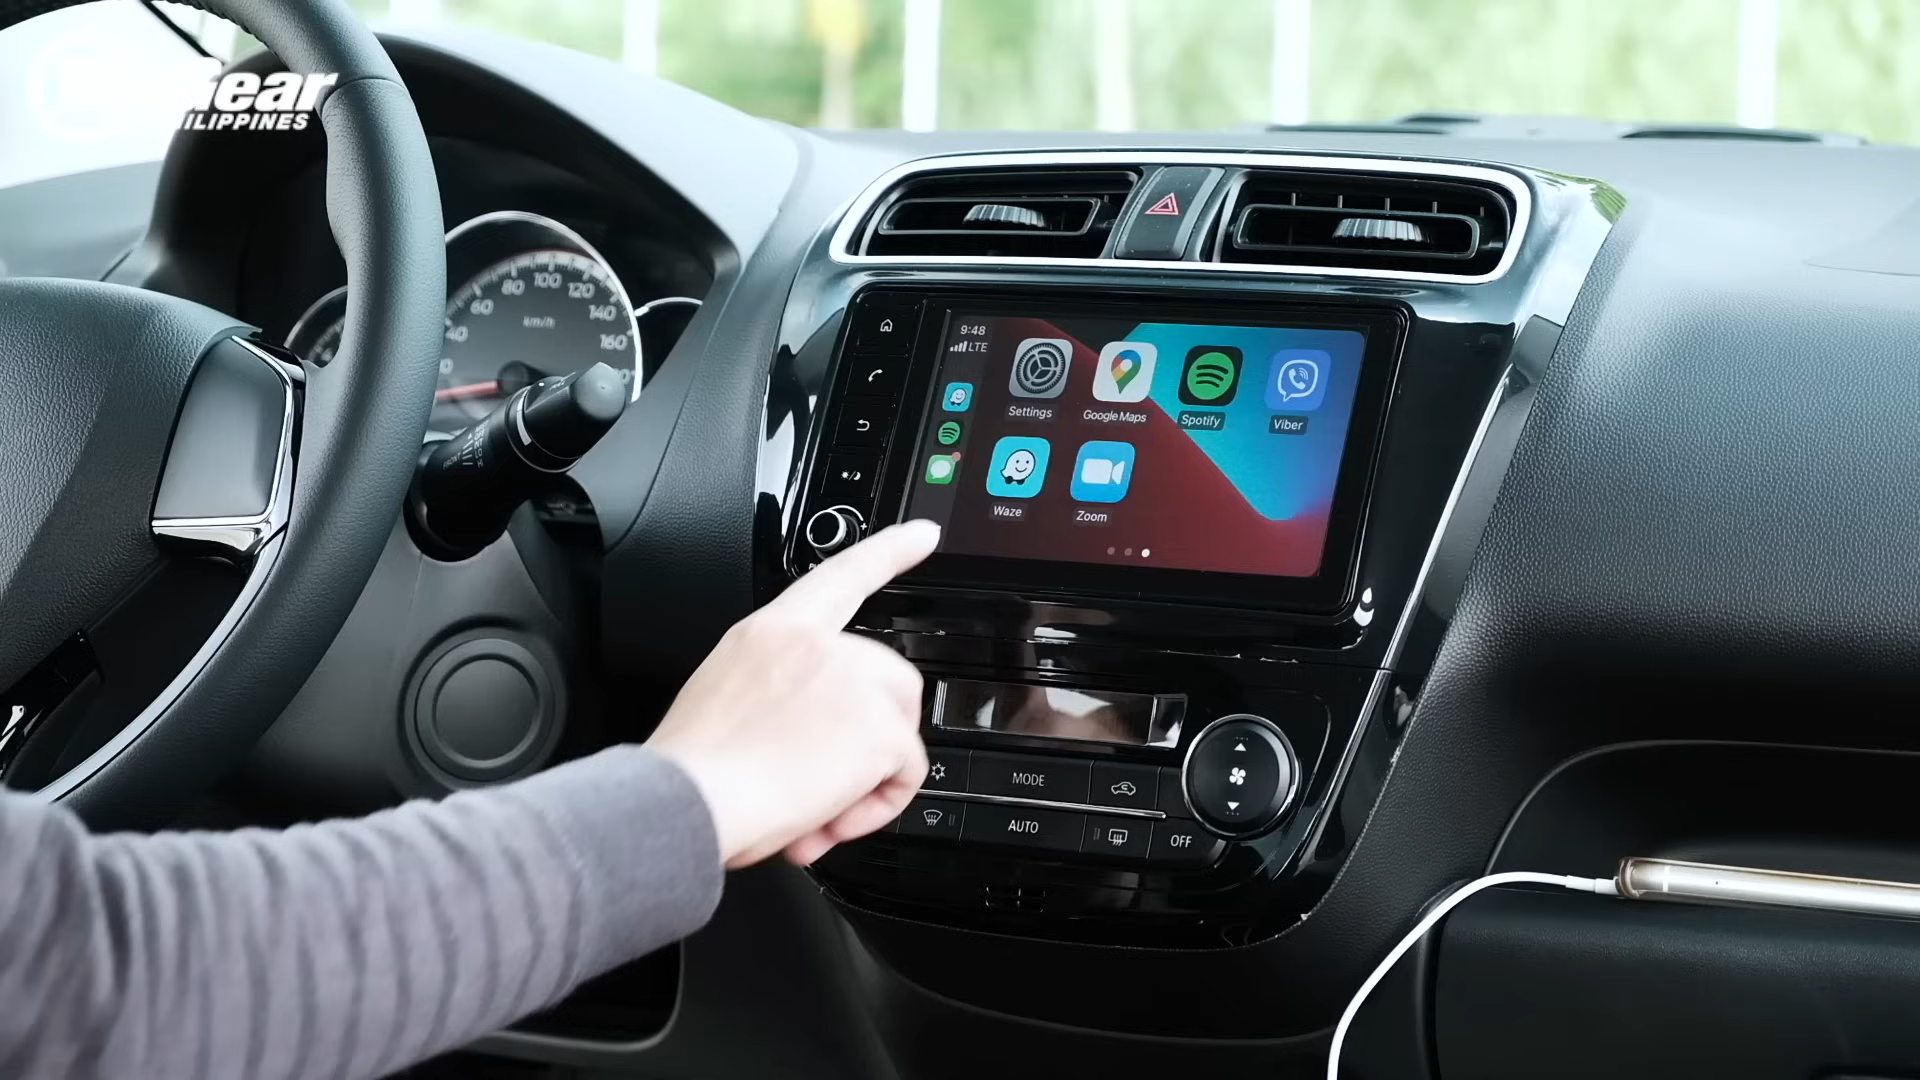 Gear
PHILIPPINES
60 80 100 120 140
40 km/h 160
9:48
LTE
Settings
Google Maps
Spotify
Viber
Waze
Zoom
MODE
AUTO
OFF